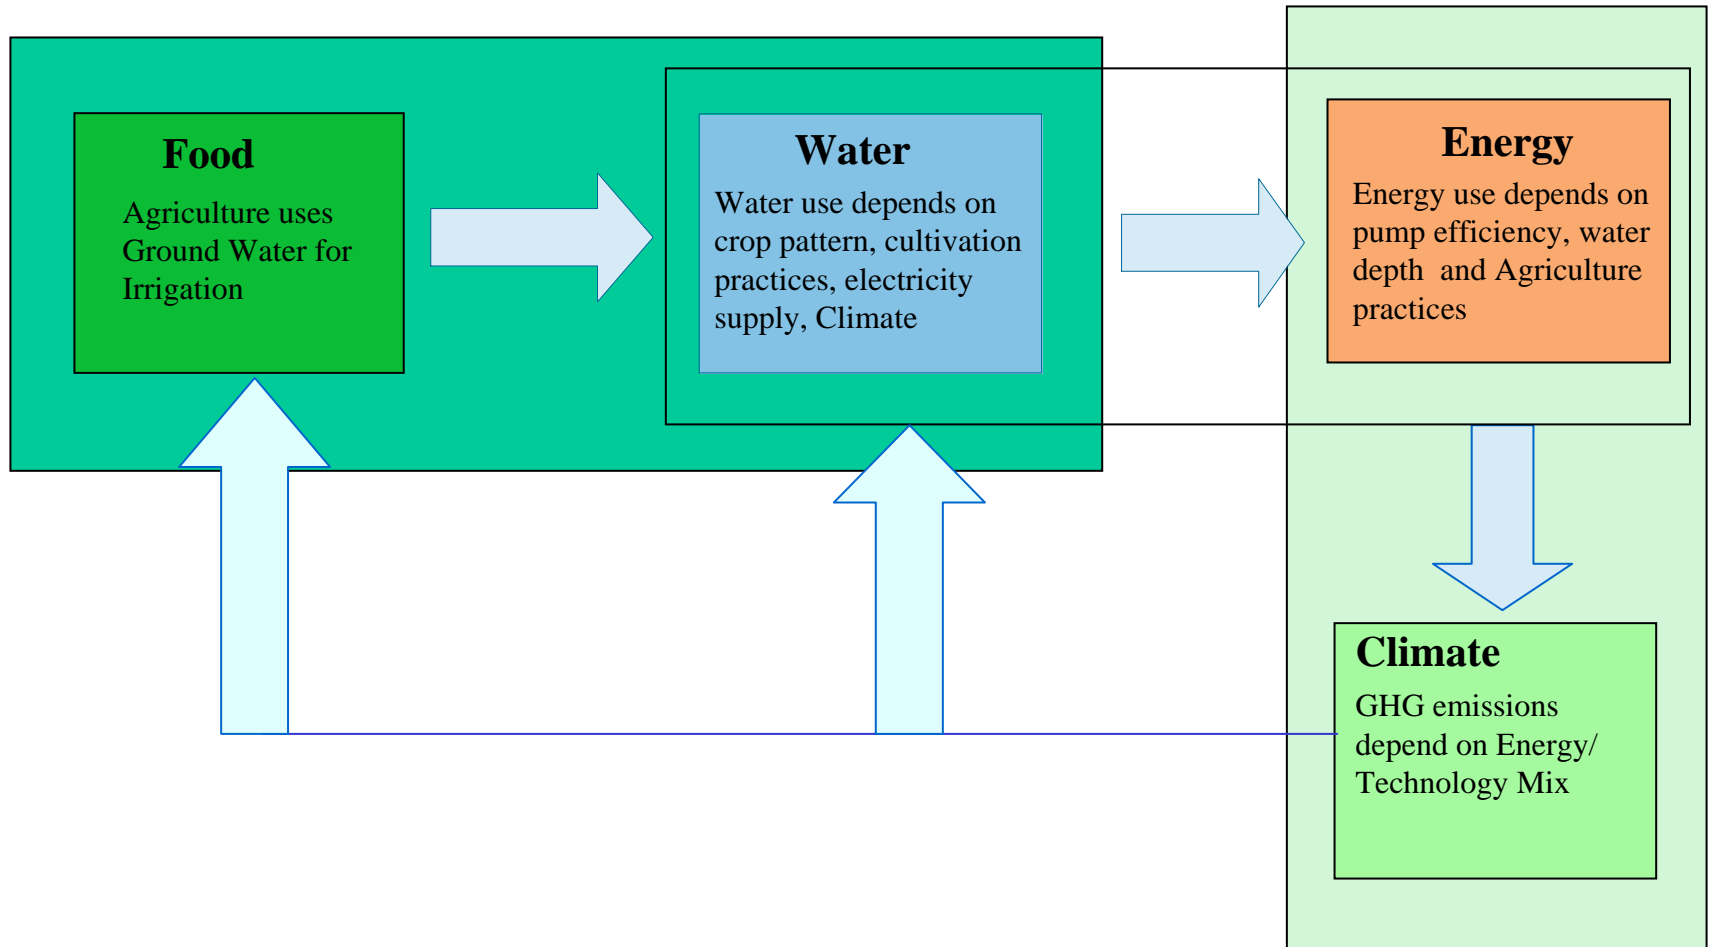 Food
Agriculture uses
Ground Water for
Irrigation
Water
Water use depends on
crop pattern, cultivation
practices, electricity
supply, Climate
Energy
Energy use depends on
pump efficiency, water
depth  and Agriculture
practices
Climate
GHG emissions
depend on Energy/
Technology Mix